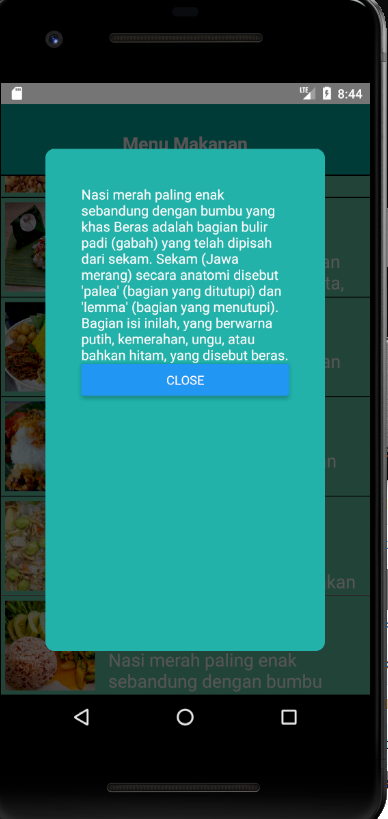 LTE 8:44
Menu Makanan
Nasi merah paling enak
sebanding dengan bumbu yang
khas Beras adalah bagian bulir
padi (gabah) yang telah dipisah
dari sekam. Sekam (Jawa
merang) secara anatomi disebut
'palea' (bagian yang ditutupi) dan
'lemma' (bagian yang menutupi).
Bagian isi inilah, yang berwarna
putih, kemerahan, ungu, atau
bahkan hitam, yang disebut beras.
CLOSE
Nasi merah paling enak
sebanding dengan bumbu